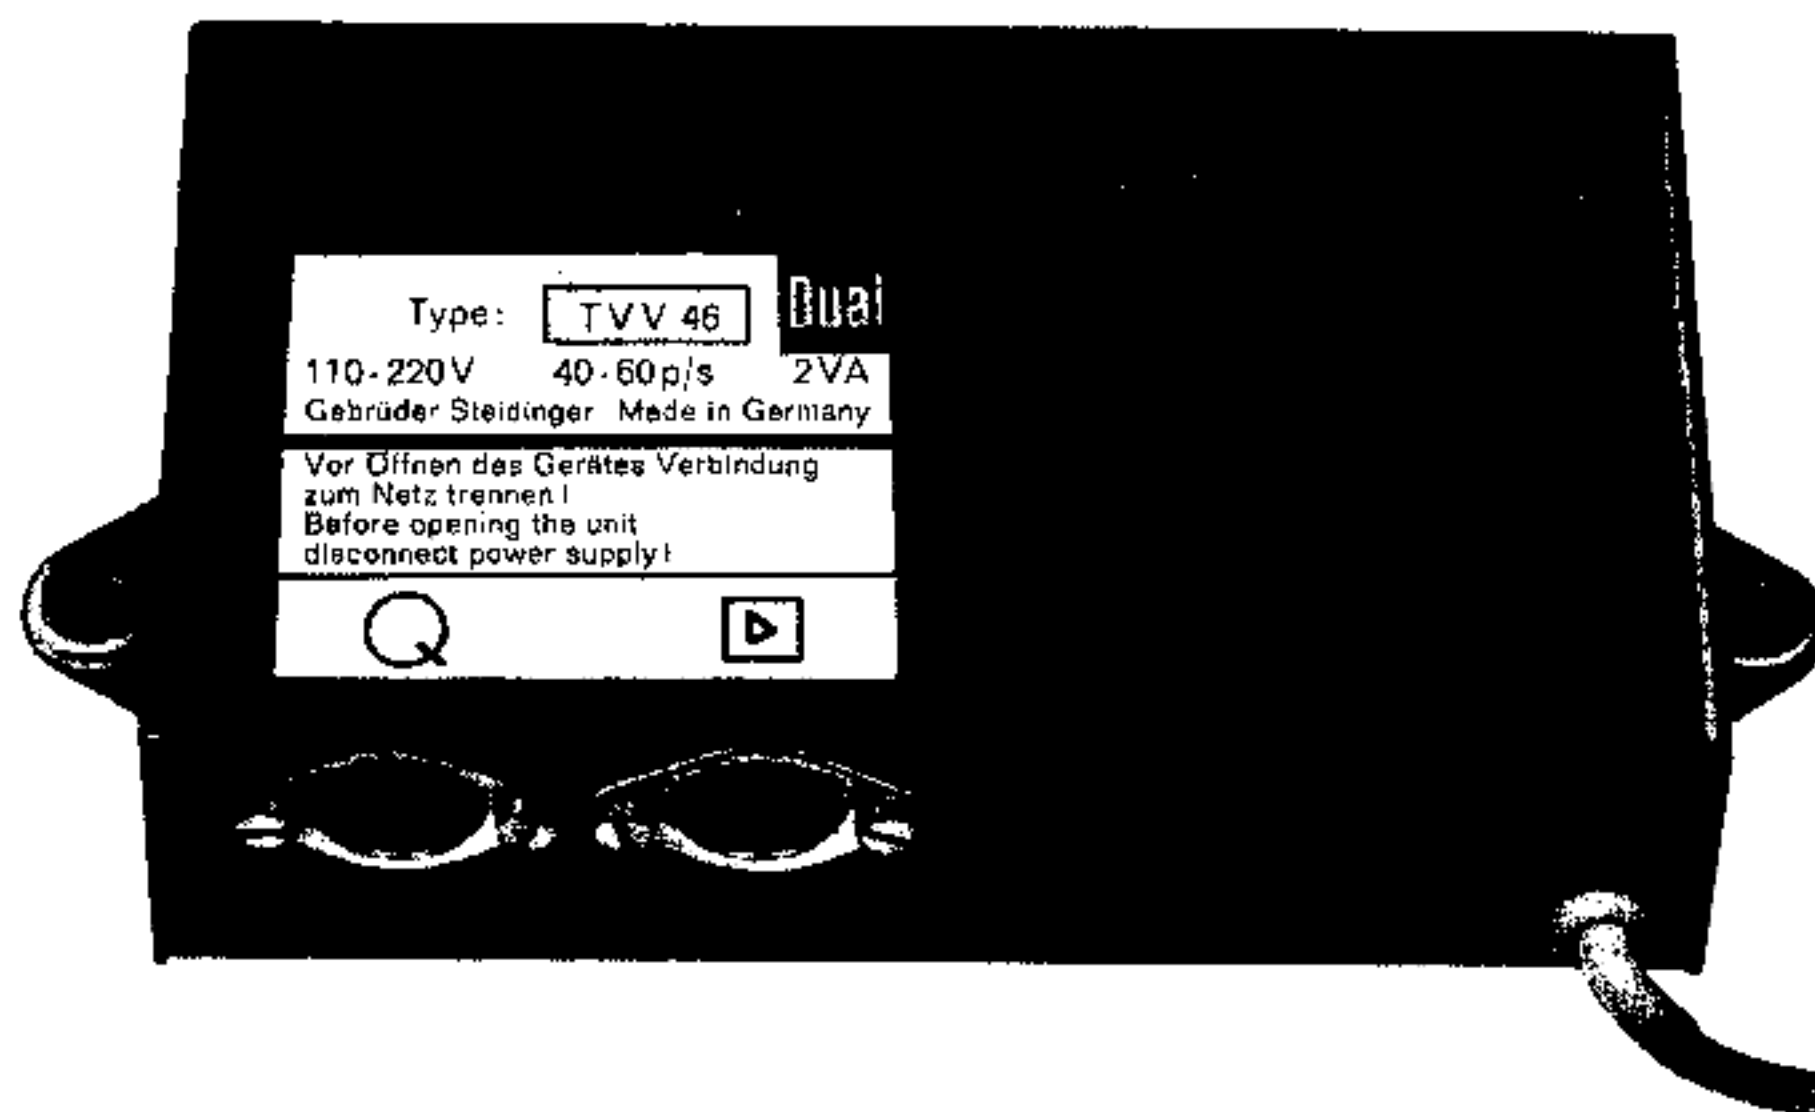 Type: TVV 46 Dual
110-220V 40-60p/s 2VA
Gebrüder Steidinger Made in Germany
Vor Öffnen des Gerätes Verbindung
zum Netz trennen!
Before opening the unit
disconnect power supply!